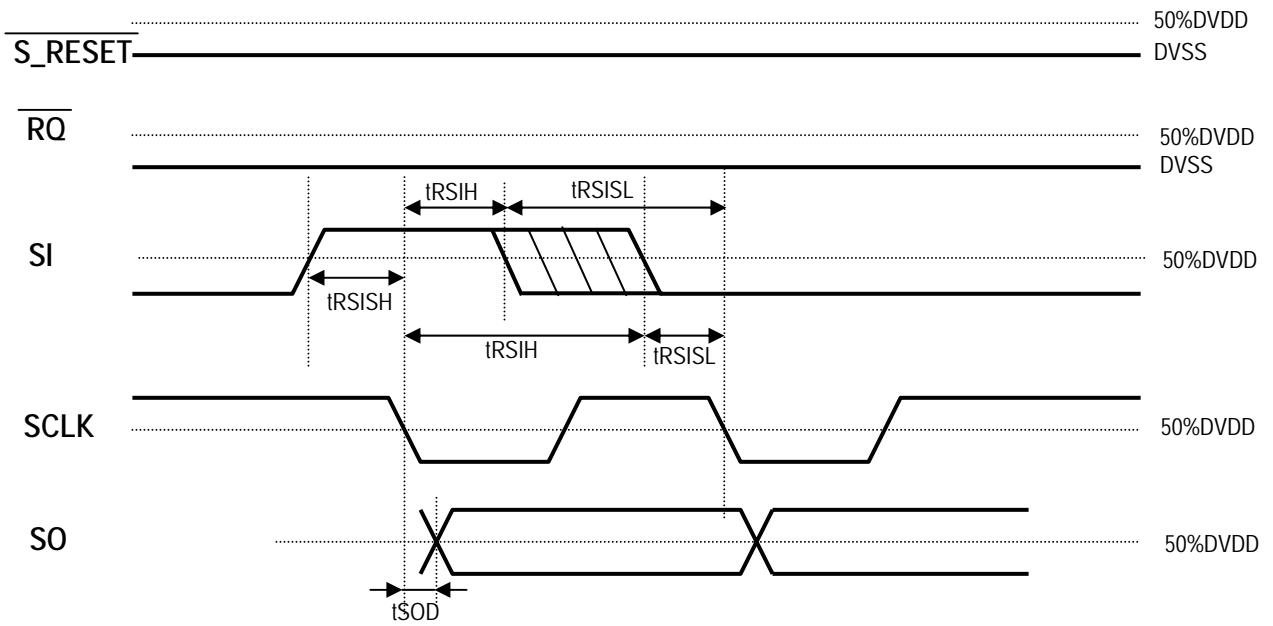 50%DVDD
S_RESET
DVSS
RQ
50%DVDD
DVSS
tRSIH
tRSISL
SI
50%DVDD
tRSISH
tRSIH
tRSISL
SCLK
50%DVDD
SO
50%DVDD
tSOD